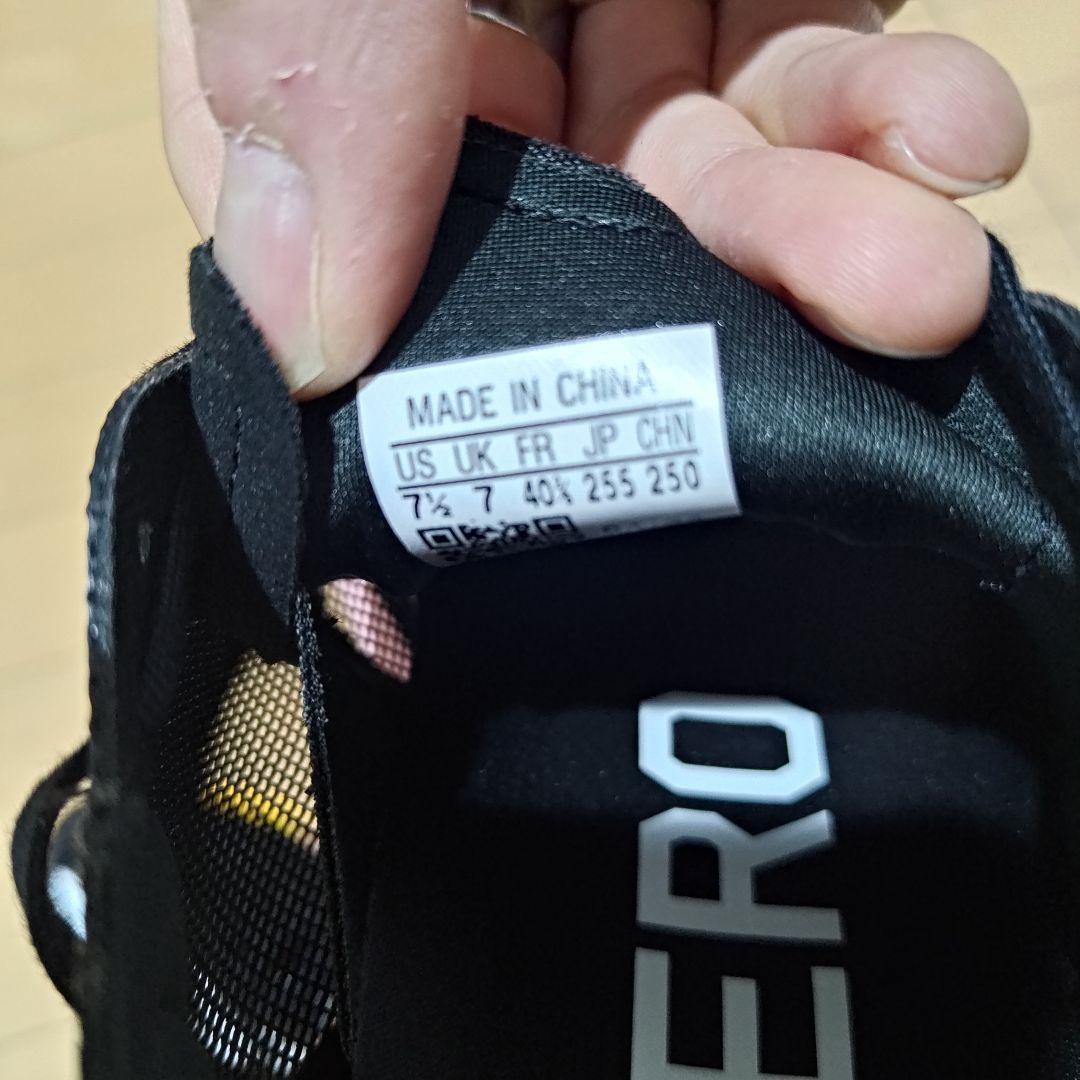 MADE IN CHINA
US UK FR JP CHN
7½ 7 40⅔ 255 250
ERO